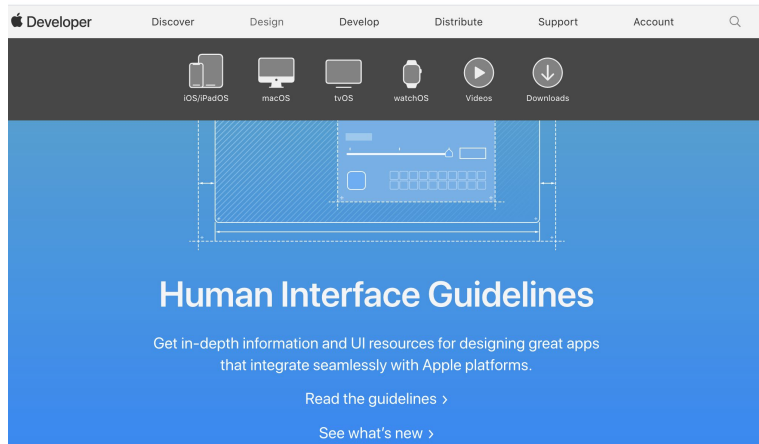 Developer
Discover
Design
Develop
Distribute
Support
Account
iOS/iPadOS
macOS
tvOS
watchOS
Videos
Downloads
Human Interface Guidelines
Get in-depth information and UI resources for designing great apps
that integrate seamlessly with Apple platforms.
Read the guidelines >
See what's new >